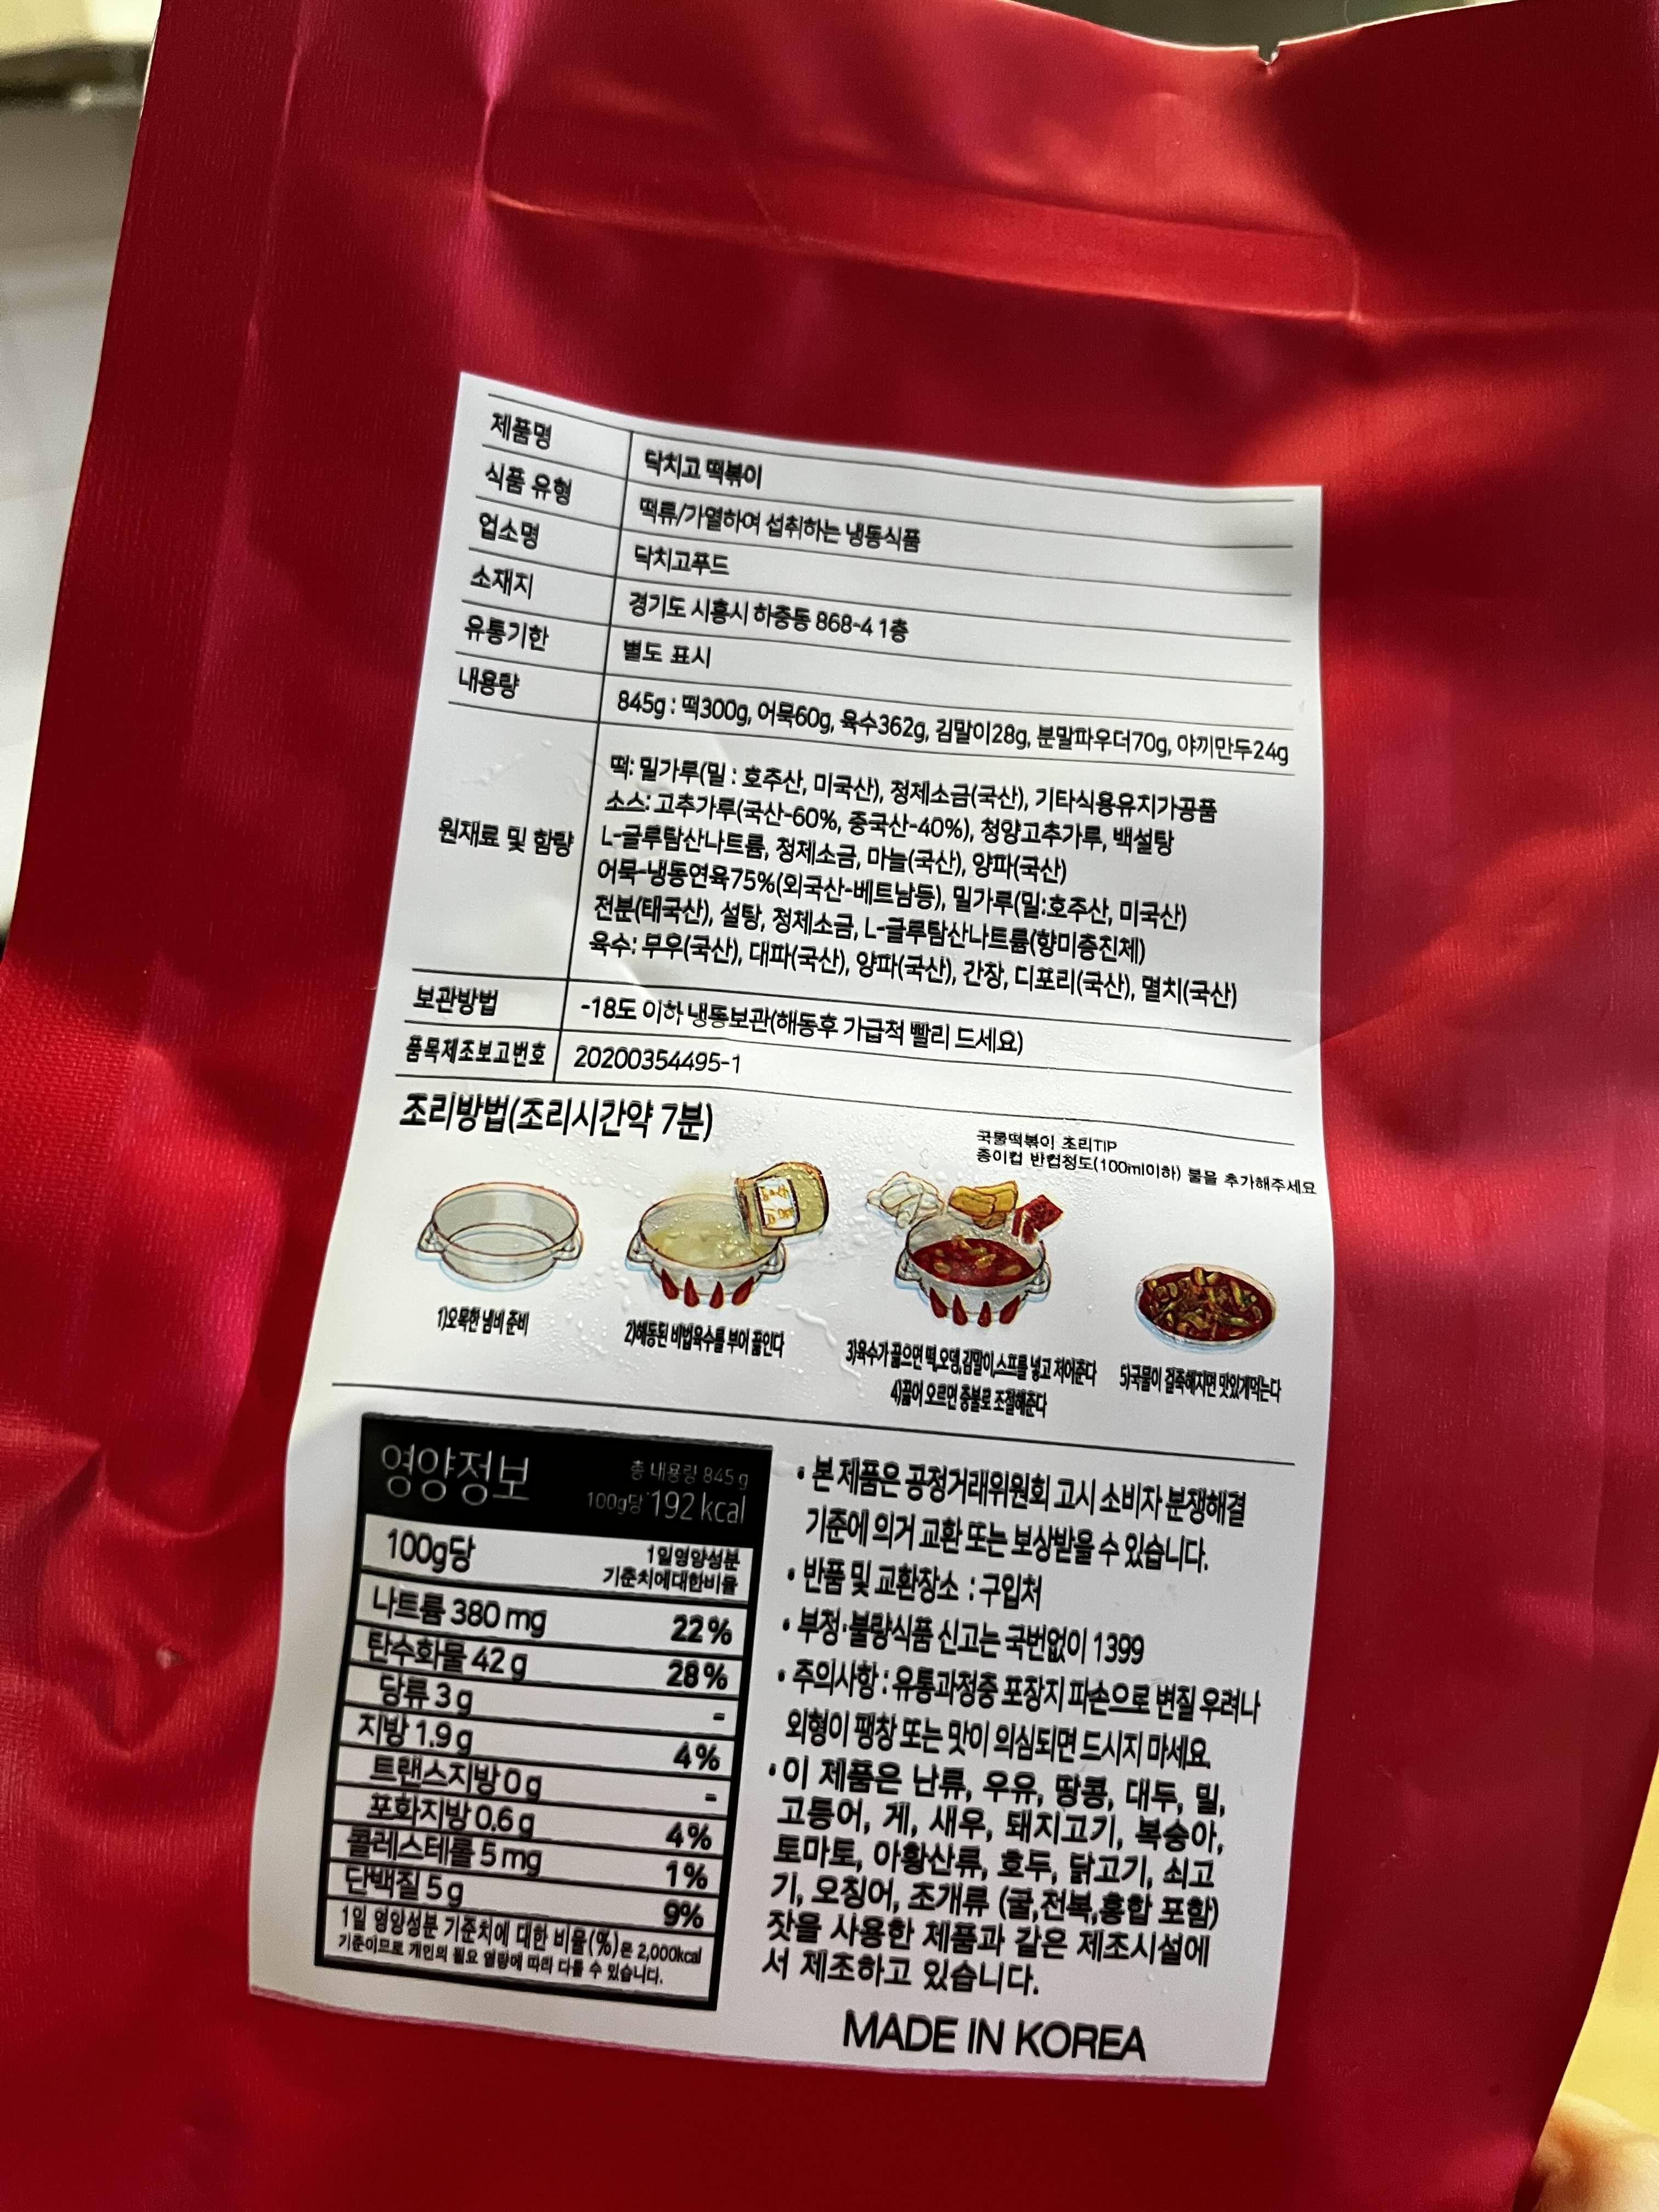 제품명 닥치고 떡볶이
식품 유형 떡류/가열하여 섭취하는 냉동식품
업소명 닥치고푸드
소재지 경기도 시흥시 하중동 868-4 1층
유통기한 별도 표시
내용량 845g : 떡300g, 어묵60g, 육수362g, 김말이28g, 분말파우더70g, 야끼만두24g
원재료 및 함량
떡: 밀가루(밀 : 호주산, 미국산), 정제소금(국산), 기타식용유지가공품
소스: 고추가루(국산-60%, 중국산-40%), 청양고추가루, 백설탕
L-글루탐산나트륨, 정제소금, 마늘(국산), 양파(국산)
어묵-냉동연육75%(외국산-베트남등), 밀가루(밀:호주산, 미국산)
전분(태국산), 설탕, 정제소금, L-글루탐산나트륨(향미증진제)
육수: 무우(국산), 대파(국산), 양파(국산), 간장, 디포리(국산), 멸치(국산)
보관방법 -18도 이하 냉동보관(해동후 가급적 빨리 드세요)
품목제조보고번호 20200354495-1
조리방법(조리시간약 7분)
국물떡볶이 조리TIP
종이컵 반컵정도(100ml이하) 물을 추가해주세요
1)오목한 냄비 준비
2)해동된 비법육수를 부어 끓인다
3)육수가 끓으면 떡,오뎅,김말이,스프를 넣고 저어준다
4)끓어 오르면 중불로 조절해준다
5)국물이 걸죽해지면 맛있게먹는다
영양정보
총 내용량 845 g
100g당 192 kcal
100g당 1일영양성분
기준치에대한비율
나트륨 380 mg 22%
탄수화물 42 g 28%
당류 3 g -
지방 1.9 g 4%
트랜스지방 0 g -
포화지방 0.6 g 4%
콜레스테롤 5 mg 1%
단백질 5 g 9%
1일 영양성분 기준치에 대한 비율(%)은 2,000kcal
기준이므로 개인의 필요 열량에 따라 다를 수 있습니다.
• 본 제품은 공정거래위원회 고시 소비자 분쟁해결
기준에 의거 교환 또는 보상받을 수 있습니다.
• 반품 및 교환장소 : 구입처
• 부정·불량식품 신고는 국번없이 1399
• 주의사항 : 유통과정중 포장지 파손으로 변질 우려나
외형이 팽창 또는 맛이 의심되면 드시지 마세요.
• 이 제품은 난류, 우유, 땅콩, 대두, 밀,
고등어, 게, 새우, 돼지고기, 복숭아,
토마토, 아황산류, 호두, 닭고기, 쇠고
기, 오징어, 조개류 (굴,전복,홍합 포함)
잣을 사용한 제품과 같은 제조시설에
서 제조하고 있습니다.
MADE IN KOREA